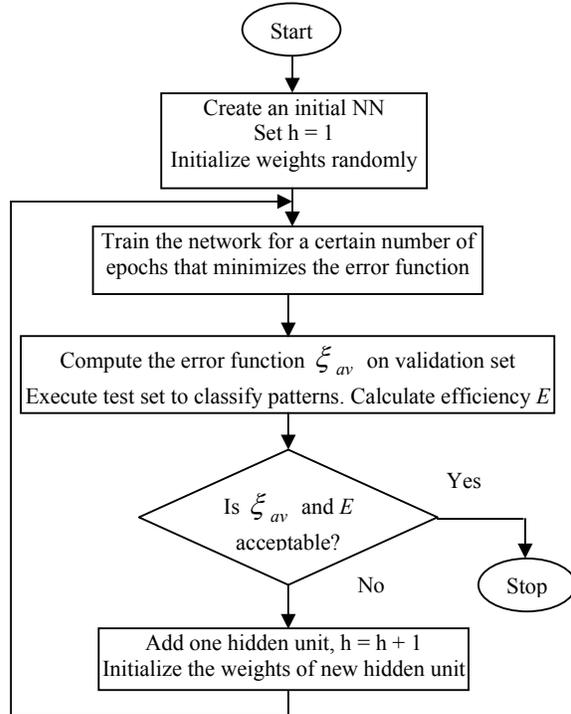 Start
Create an initial NN
Set h = 1
Initialize weights randomly
Train the network for a certain number of
epochs that minimizes the error function
Compute the error function ξ av on validation set
Execute test set to classify patterns. Calculate efficiency E
Yes
Is ξ av and E
acceptable?
No
Stop
Add one hidden unit, h = h + 1
Initialize the weights of new hidden unit